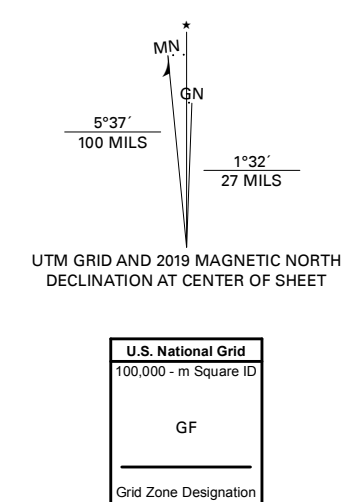 ★
MN
GN
5°37´
100 MILS
1°32´
27 MILS
UTM GRID AND 2019 MAGNETIC NORTH
DECLINATION AT CENTER OF SHEET
U.S. National Grid
100,000 - m Square ID
GF
Grid Zone Designation